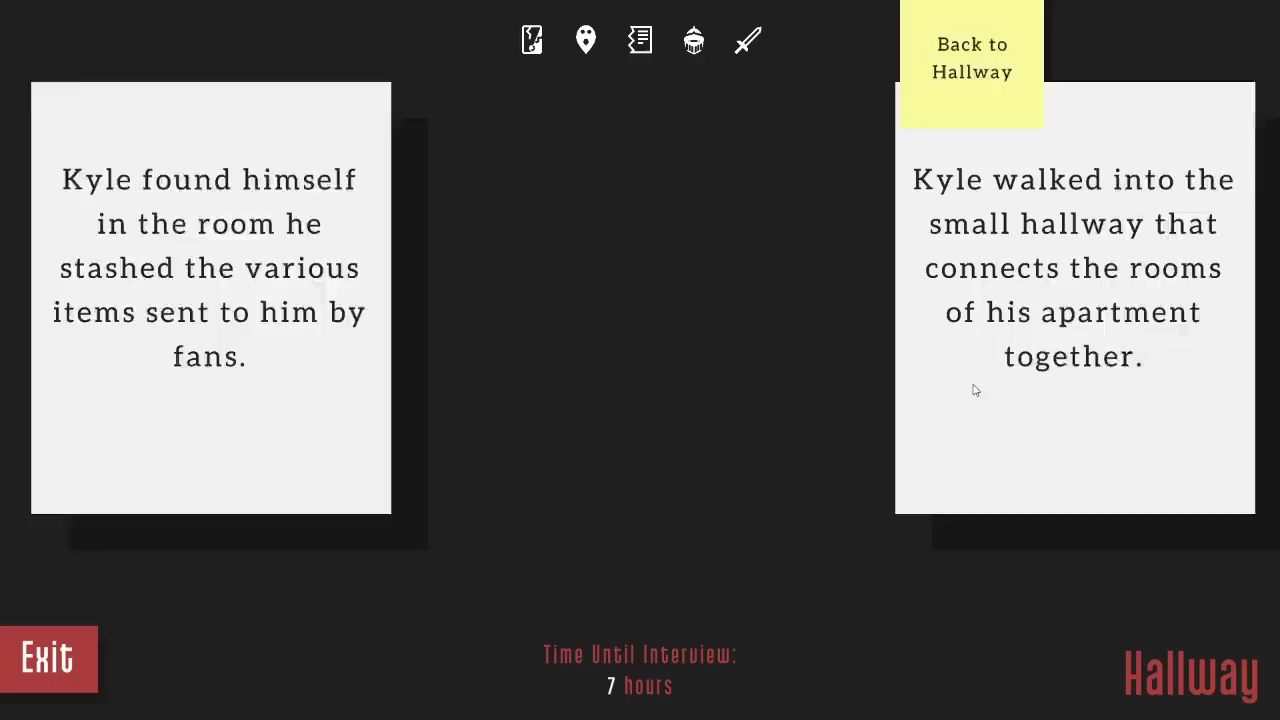 Back to
Hallway
Kyle found himself
in the room he
stashed the various
items sent to him by
fans.
Kyle walked into the
small hallway that
connects the rooms
of his apartment
together.
Exit
Time Until Interview:
7 hours
Hallway